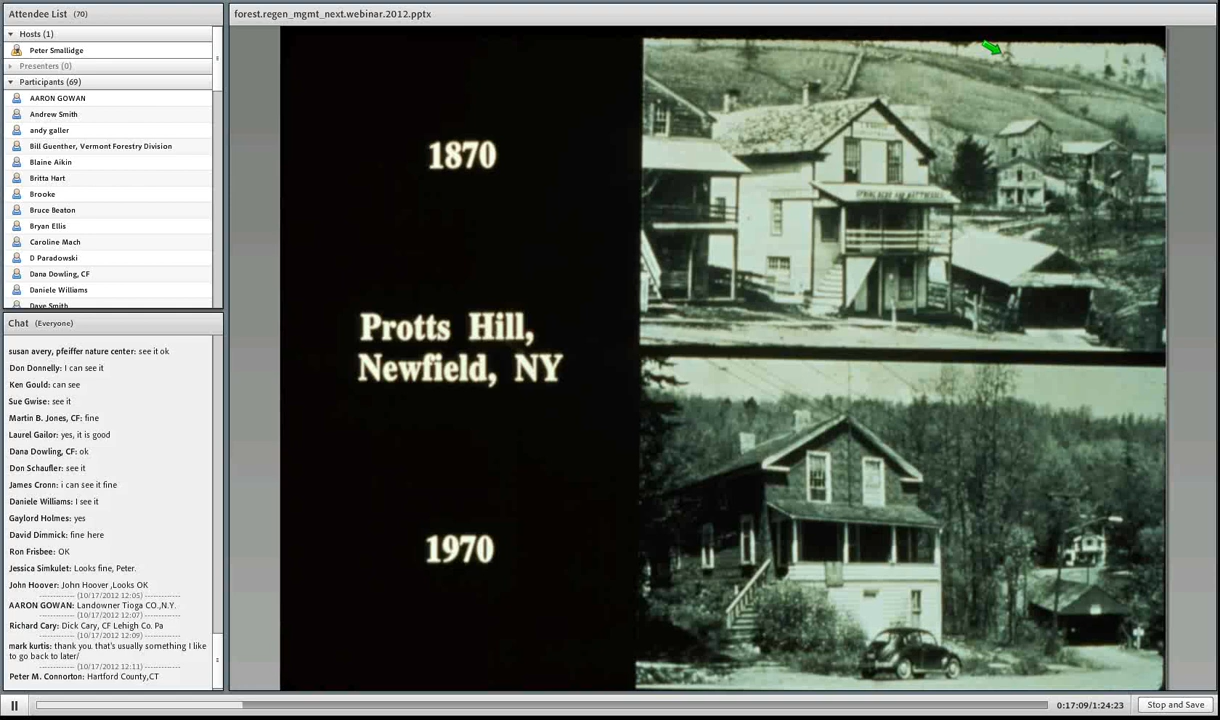 Attendee List (70)
Hosts (1)
Peter Smallidge
Presenters (0)
Participants (69)
AARON GOWAN
Andrew Smith
andy galler
Bill Guenther, Vermont Forestry Division
Blaine Aikin
Britta Hart
Brooke
Bruce Beaton
Bryan Ellis
Caroline Mach
D Paradowski
Dana Dowling, CF
Daniele Williams
Dave Smith
Chat (Everyone)
susan avery, pfeiffer nature center: see it ok
Don Donnelly: I can see it
Ken Gould: can see
Sue Gwise: see it
Martin B. Jones, CF: fine
Laurel Gailor: yes, it is good
Dana Dowling, CF: ok
Don Schaufler: see it
James Cronn: i can see it fine
Daniele Williams: I see it
Gaylord Holmes: yes
David Dimmick: fine here
Ron Frisbee: OK
Jessica Simkulet: Looks fine, Peter.
John Hoover: John Hoover ,Looks OK
------------- (10/17/2012 12:05) -------------
AARON GOWAN: Landowner Tioga CO.,N.Y.
------------- (10/17/2012 12:07) -------------
Richard Cary: Dick Cary, CF Lehigh Co. Pa
------------- (10/17/2012 12:09) -------------
mark kurtis: thank you. that's usually something I like
to go back to later/
------------- (10/17/2012 12:11) -------------
Peter M. Connorton: Hartford County,CT
forest.regen_mgmt_next.webinar.2012.pptx
1870
Protts Hill,
Newfield, NY
1970
0:17:09/1:24:23
Stop and Save